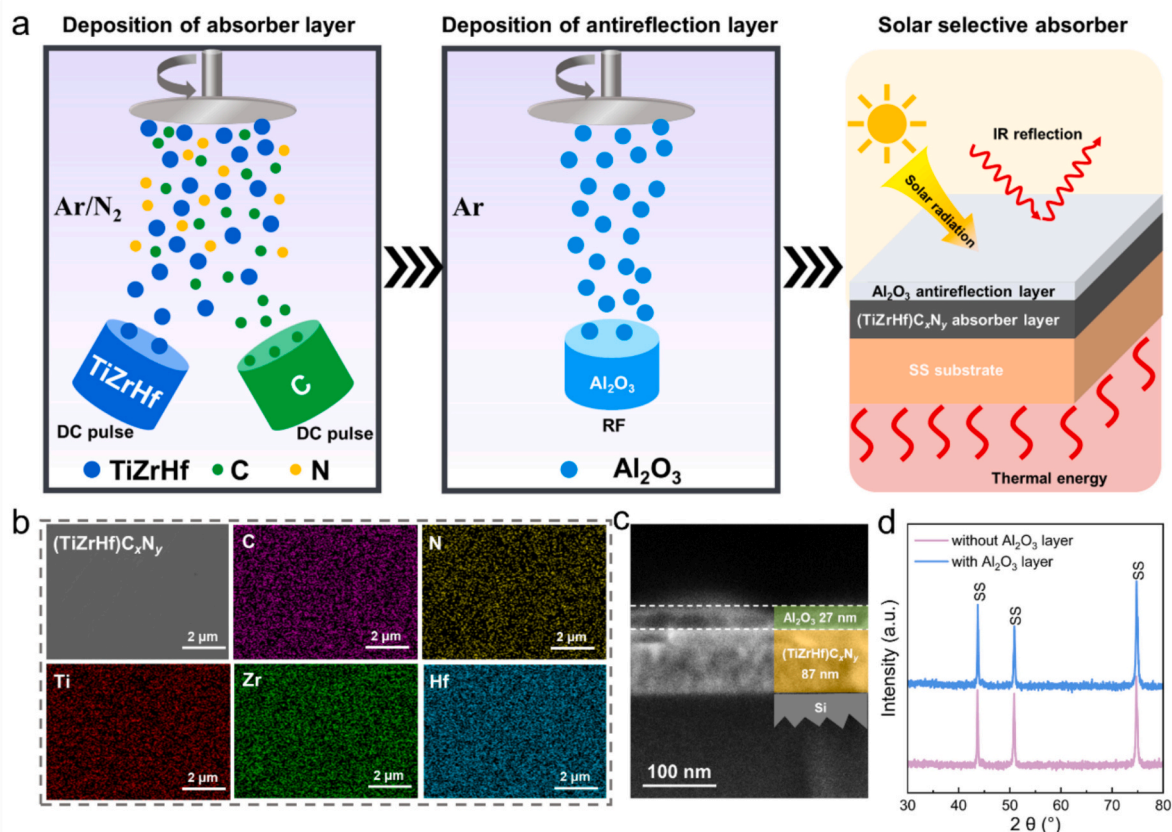 a
Deposition of absorber layer
Deposition of antireflection layer
Solar selective absorber
Ar/N₂
TiZrHf
C
DC pulse
DC pulse
TiZrHf
C
N
Ar
Al₂O₃
RF
Al₂O₃
IR reflection
Solar radiation
Al₂O₃ antireflection layer
(TiZrHf)CₓNᵧ absorber layer
SS substrate
Thermal energy
b
(TiZrHf)CₓNᵧ
2 μm
C
2 μm
N
2 μm
Ti
2 μm
Zr
2 μm
Hf
2 μm
c
Al₂O₃ 27 nm
(TiZrHf)CₓNᵧ
87 nm
Si
100 nm
d
without Al₂O₃ layer
with Al₂O₃ layer
SS
SS
SS
Intensity (a.u.)
30 40 50 60 70 80
2 θ (°)